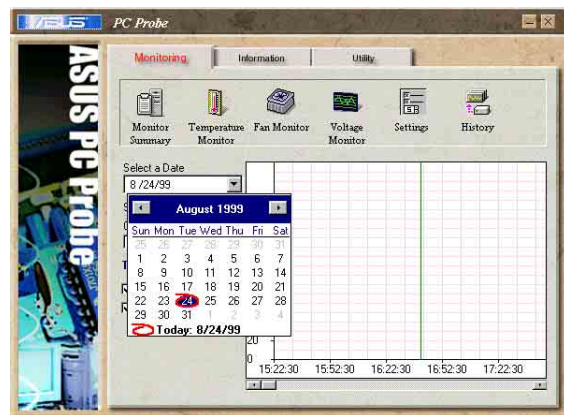 ASUS PC Probe
ASUS PC Probe
Monitoring Information Utility
Monitor Summary
Temperature Monitor
Fan Monitor
Voltage Monitor
Settings
History
Select a Date
8 /24/99
August 1999
Sun Mon Tue Wed Thu Fri Sat
25 26 27 28 29 30 31
1 2 3 4 5 6 7
8 9 10 11 12 13 14
15 16 17 18 19 20 21
22 23 24 25 26 27 28
29 30 31 1 2 3 4
Today: 8/24/99
20
0
15:22:30 15:52:30 16:22:30 16:52:30 17:22:30